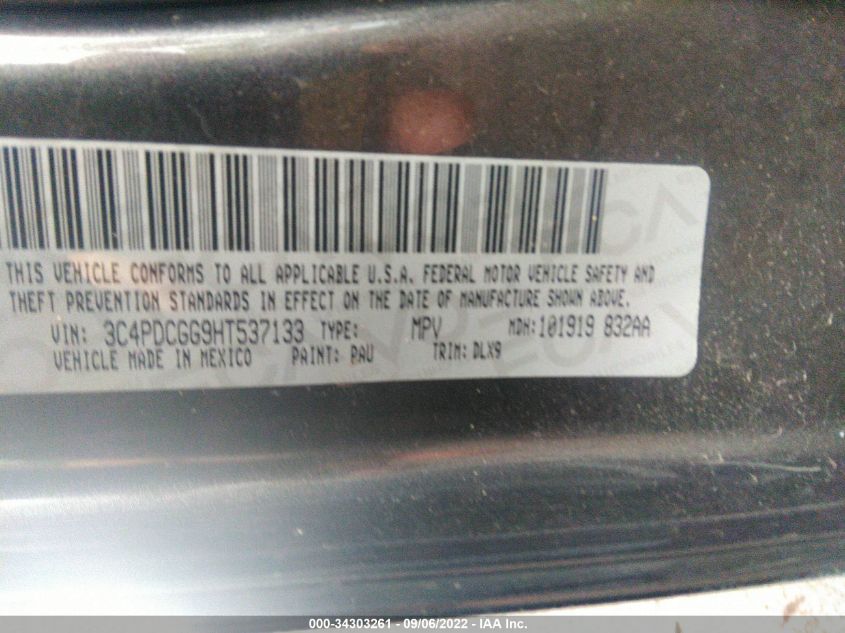 THIS VEHICLE CONFORMS TO ALL APPLICABLE U.S.A. FEDERAL MOTOR VEHICLE SAFETY AND
THEFT PREVENTION STANDARDS IN EFFECT ON THE DATE OF MANUFACTURE SHOWN ABOVE.
VIN: 3C4PDCGG9HT537133 TYPE: MPV MDH:101919 832AA
VEHICLE MADE IN MEXICO PAINT: PAU TRIM: DLX9
000-34303261 - 09/06/2022 - IAA Inc.